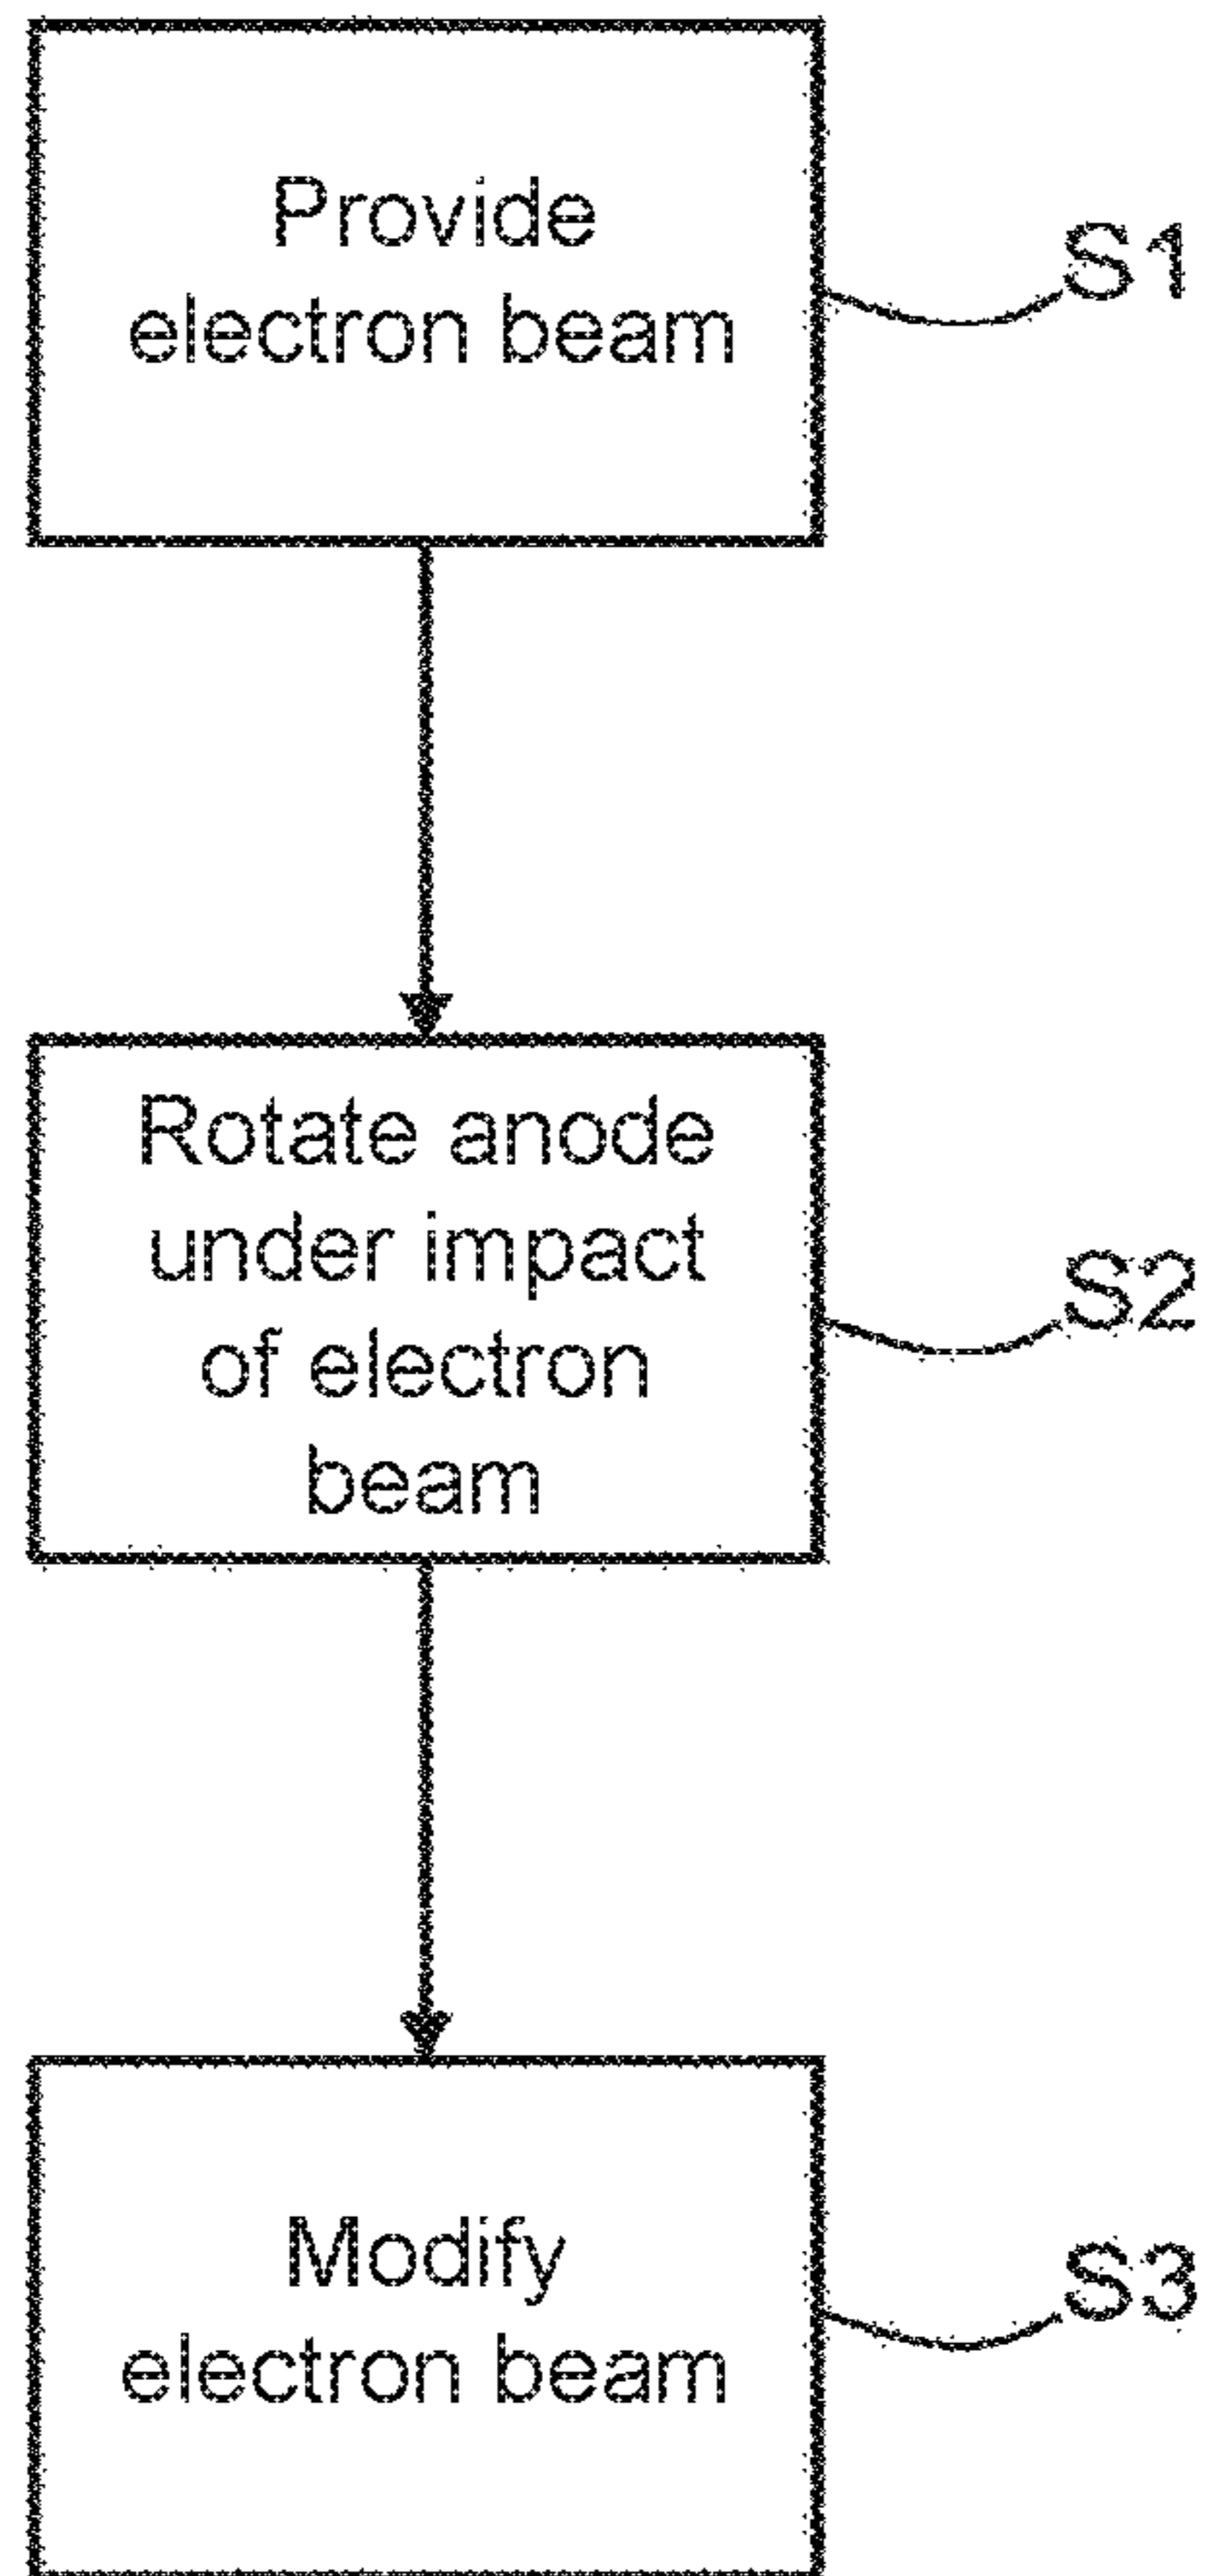 Provide
electron beam
S1
Rotate anode
under impact
of electron
beam
S2
Modify
electron beam
S3